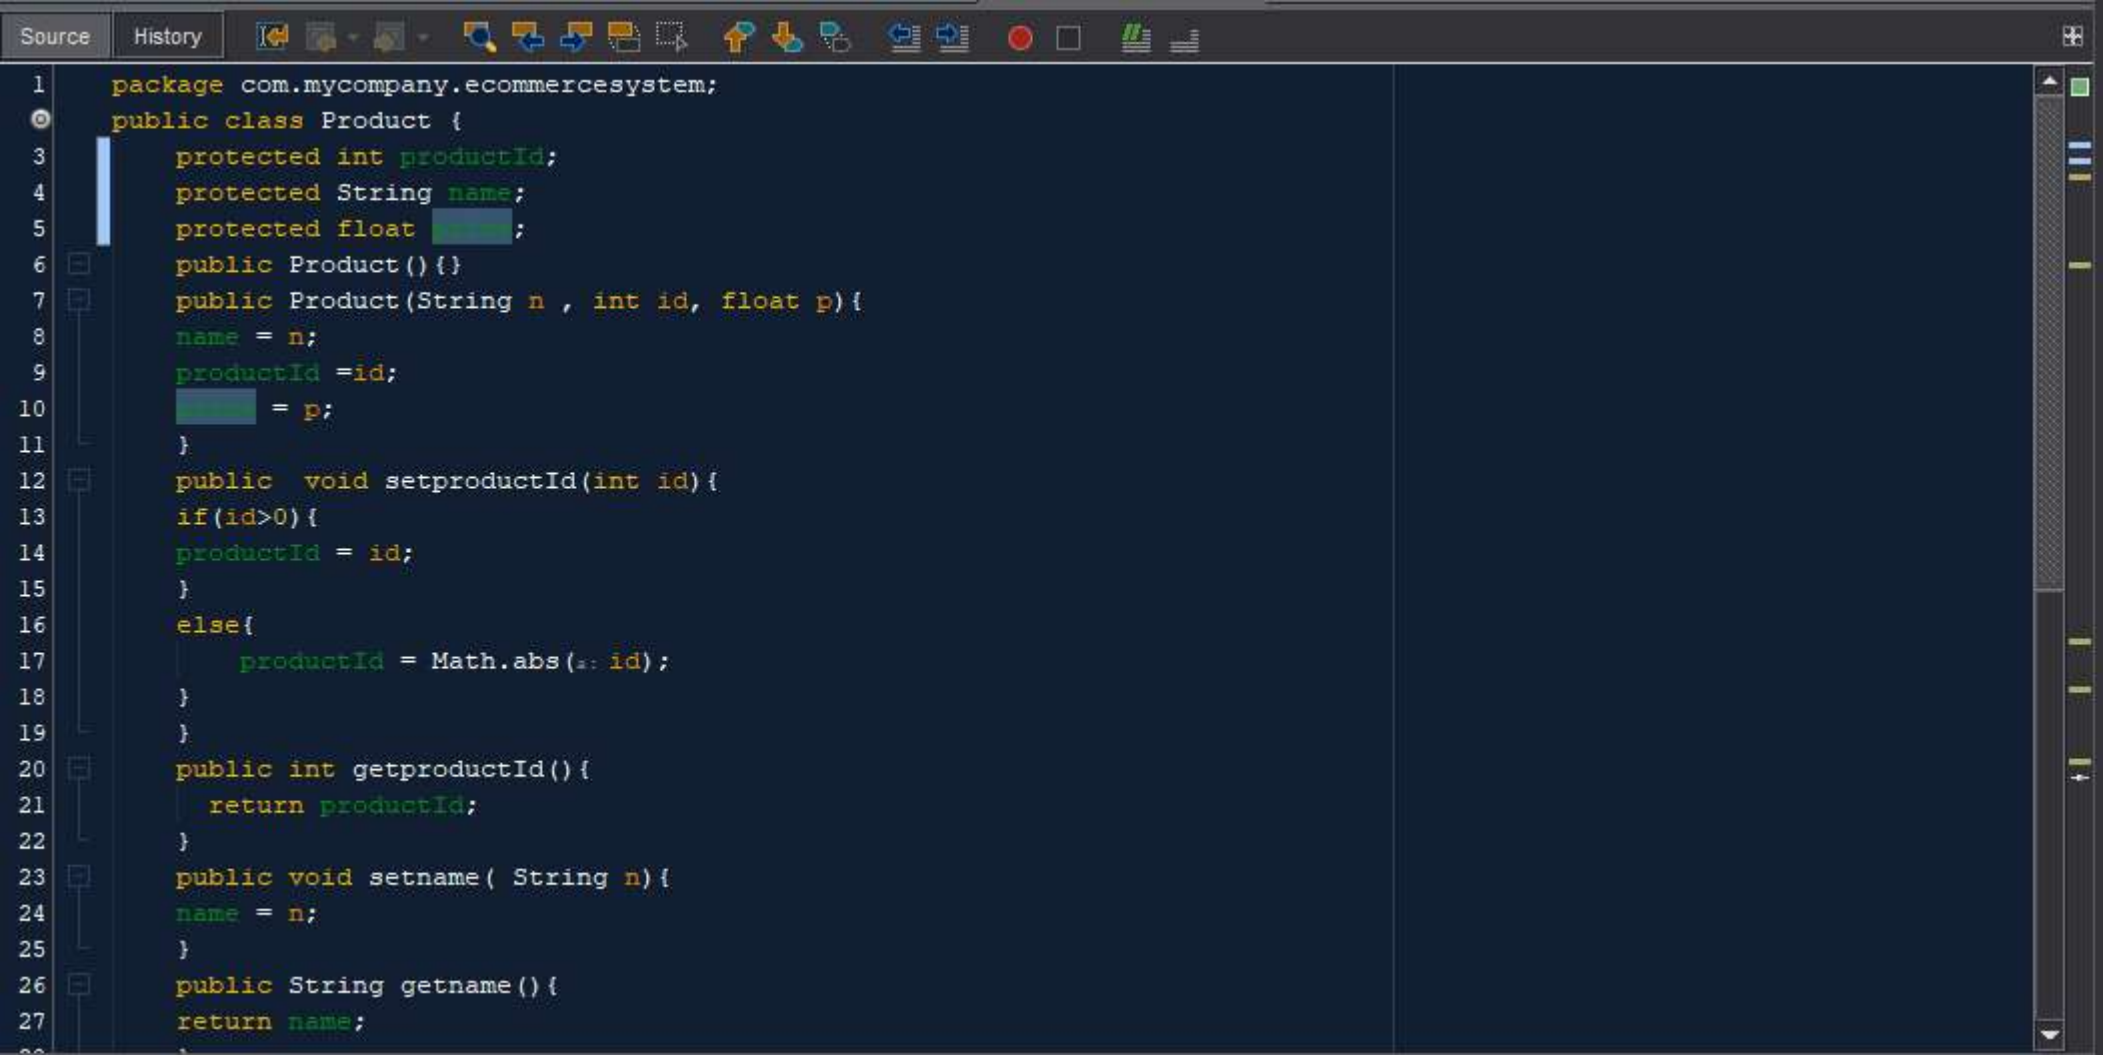 Source History
1 package com.mycompany.ecommercesystem;
public class Product {
3 protected int productId;
4 protected String name;
5 protected float ;
6 public Product(){}
7 public Product(String n , int id, float p){
8 name = n;
9 productId =id;
10 = p;
11 }
12 public  void setproductId(int id){
13 if(id>0){
14 productId = id;
15 }
16 else{
17 productId = Math.abs(a: id);
18 }
19 }
20 public int getproductId(){
21 return productId;
22 }
23 public void setname( String n){
24 name = n;
25 }
26 public String getname(){
27 return name;